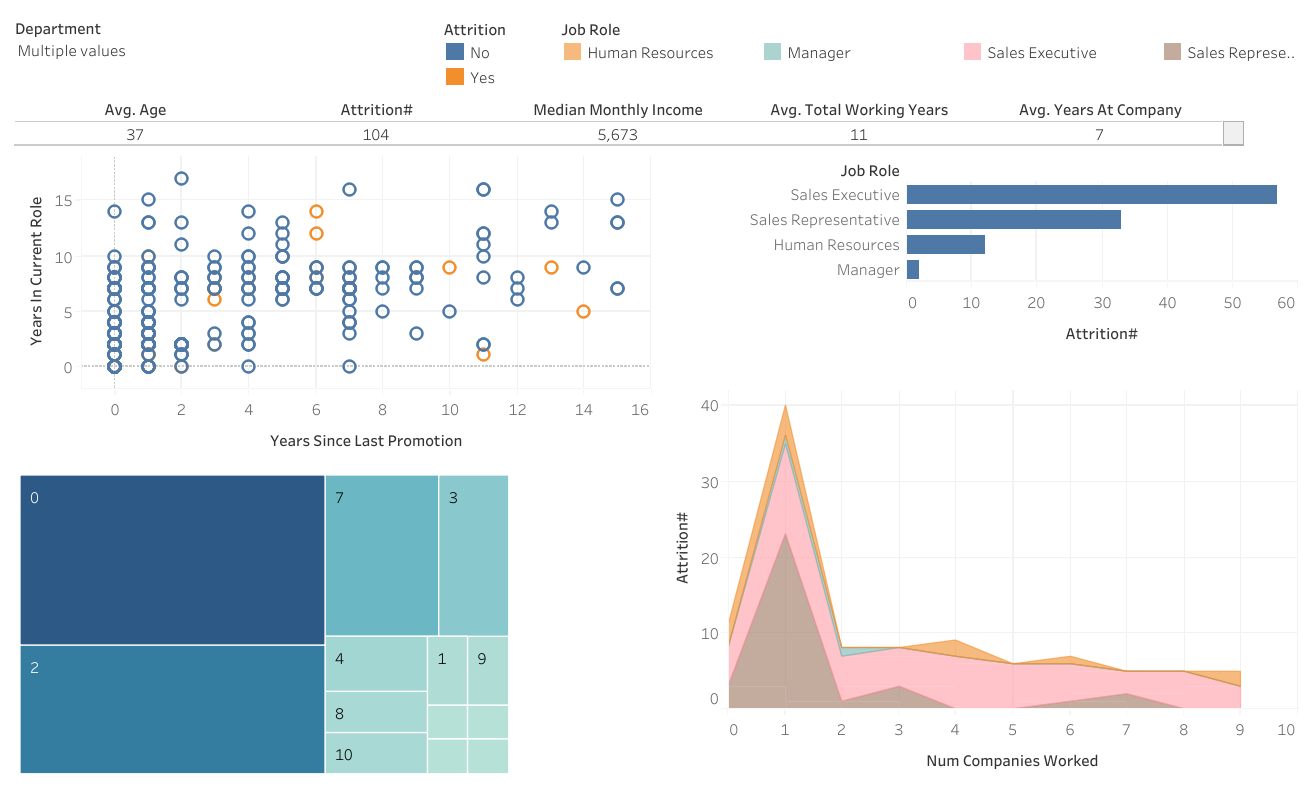 Department
Multiple values
Attrition
No
Yes
Job Role
Human Resources
Manager
Sales Executive
Sales Represe..
Avg. Age
Attrition#
Median Monthly Income
Avg. Total Working Years
Avg. Years At Company
37
104
5,673
11
7
Years In Current Role
15
10
5
0
0
2
4
6
8
10
12
14
16
Years Since Last Promotion
Job Role
Sales Executive
Sales Representative
Human Resources
Manager
0
10
20
30
40
50
60
Attrition#
0
2
7
3
4
1
9
8
10
Attrition#
40
30
20
10
0
0
1
2
3
4
5
6
7
8
9
10
Num Companies Worked